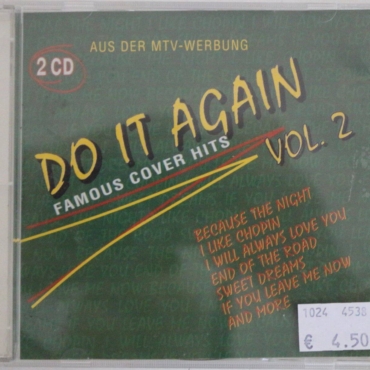 AUS DER MTV-WERBUNG
2 CD
DO IT AGAIN
FAMOUS COVER HITS
VOL. 2
BECAUSE THE NIGHT
I LIKE CHOPIN
I WILL ALWAYS LOVE YOU
END OF THE ROAD
SWEET DREAMS
IF YOU LEAVE ME NOW
AND MORE
1024 4538
€ 4.50